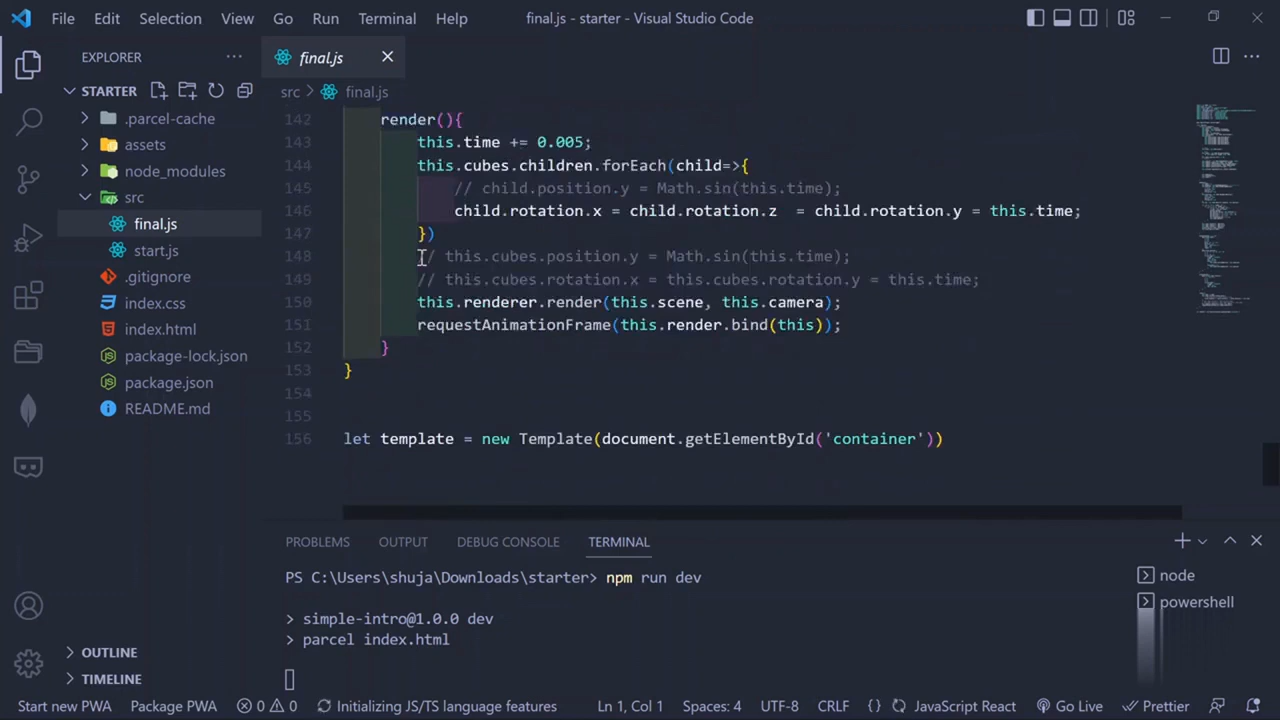 File Edit Selection View Go Run Terminal Help final.js - starter - Visual Studio Code
EXPLORER
final.js
STARTER
src > final.js
.parcel-cache
assets
node_modules
src
final.js
start.js
.gitignore
index.css
index.html
package-lock.json
package.json
README.md
OUTLINE
TIMELINE
142 render(){
143 this.time += 0.005;
144 this.cubes.children.forEach(child=>{
145 // child.position.y = Math.sin(this.time);
146 child.rotation.x = child.rotation.z = child.rotation.y = this.time;
147 })
148 // this.cubes.position.y = Math.sin(this.time);
149 // this.cubes.rotation.x = this.cubes.rotation.y = this.time;
150 this.renderer.render(this.scene, this.camera);
151 requestAnimationFrame(this.render.bind(this));
152 }
153 }
154
155
156 let template = new Template(document.getElementById('container'))
PROBLEMS OUTPUT DEBUG CONSOLE TERMINAL
PS C:\Users\shuja\Downloads\starter> npm run dev
> simple-intro@1.0.0 dev
> parcel index.html
node
powershell
Start new PWA Package PWA 0 0 Initializing JS/TS language features Ln 1, Col 1 Spaces: 4 UTF-8 CRLF {} JavaScript React Go Live Prettier